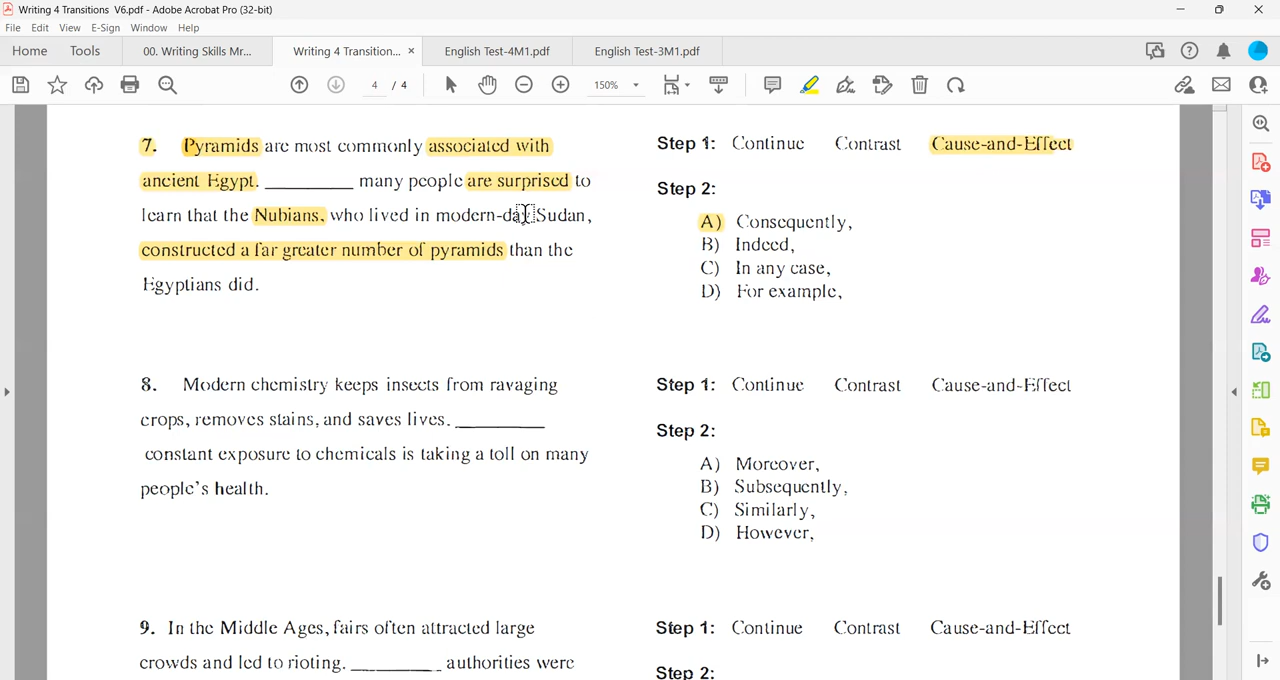 Writing 4 Transitions V6.pdf - Adobe Acrobat Pro (32-bit)
File Edit View E-Sign Window Help
Home Tools 00. Writing Skills Mr... Writing 4 Transition... × English Test-4M1.pdf English Test-3M1.pdf
4 / 4 150%
7. Pyramids are most commonly associated with
ancient Egypt. _________ many people are surprised to
learn that the Nubians, who lived in modern-day Sudan,
constructed a far greater number of pyramids than the
Egyptians did.
Step 1: Continue Contrast Cause-and-Effect
Step 2:
A) Consequently,
B) Indeed,
C) In any case,
D) For example,
8. Modern chemistry keeps insects from ravaging
crops, removes stains, and saves lives. _________
constant exposure to chemicals is taking a toll on many
people's health.
Step 1: Continue Contrast Cause-and-Effect
Step 2:
A) Moreover,
B) Subsequently,
C) Similarly,
D) However,
9. In the Middle Ages, fairs often attracted large
crowds and led to rioting. _________ authorities were
Step 1: Continue Contrast Cause-and-Effect
Step 2: